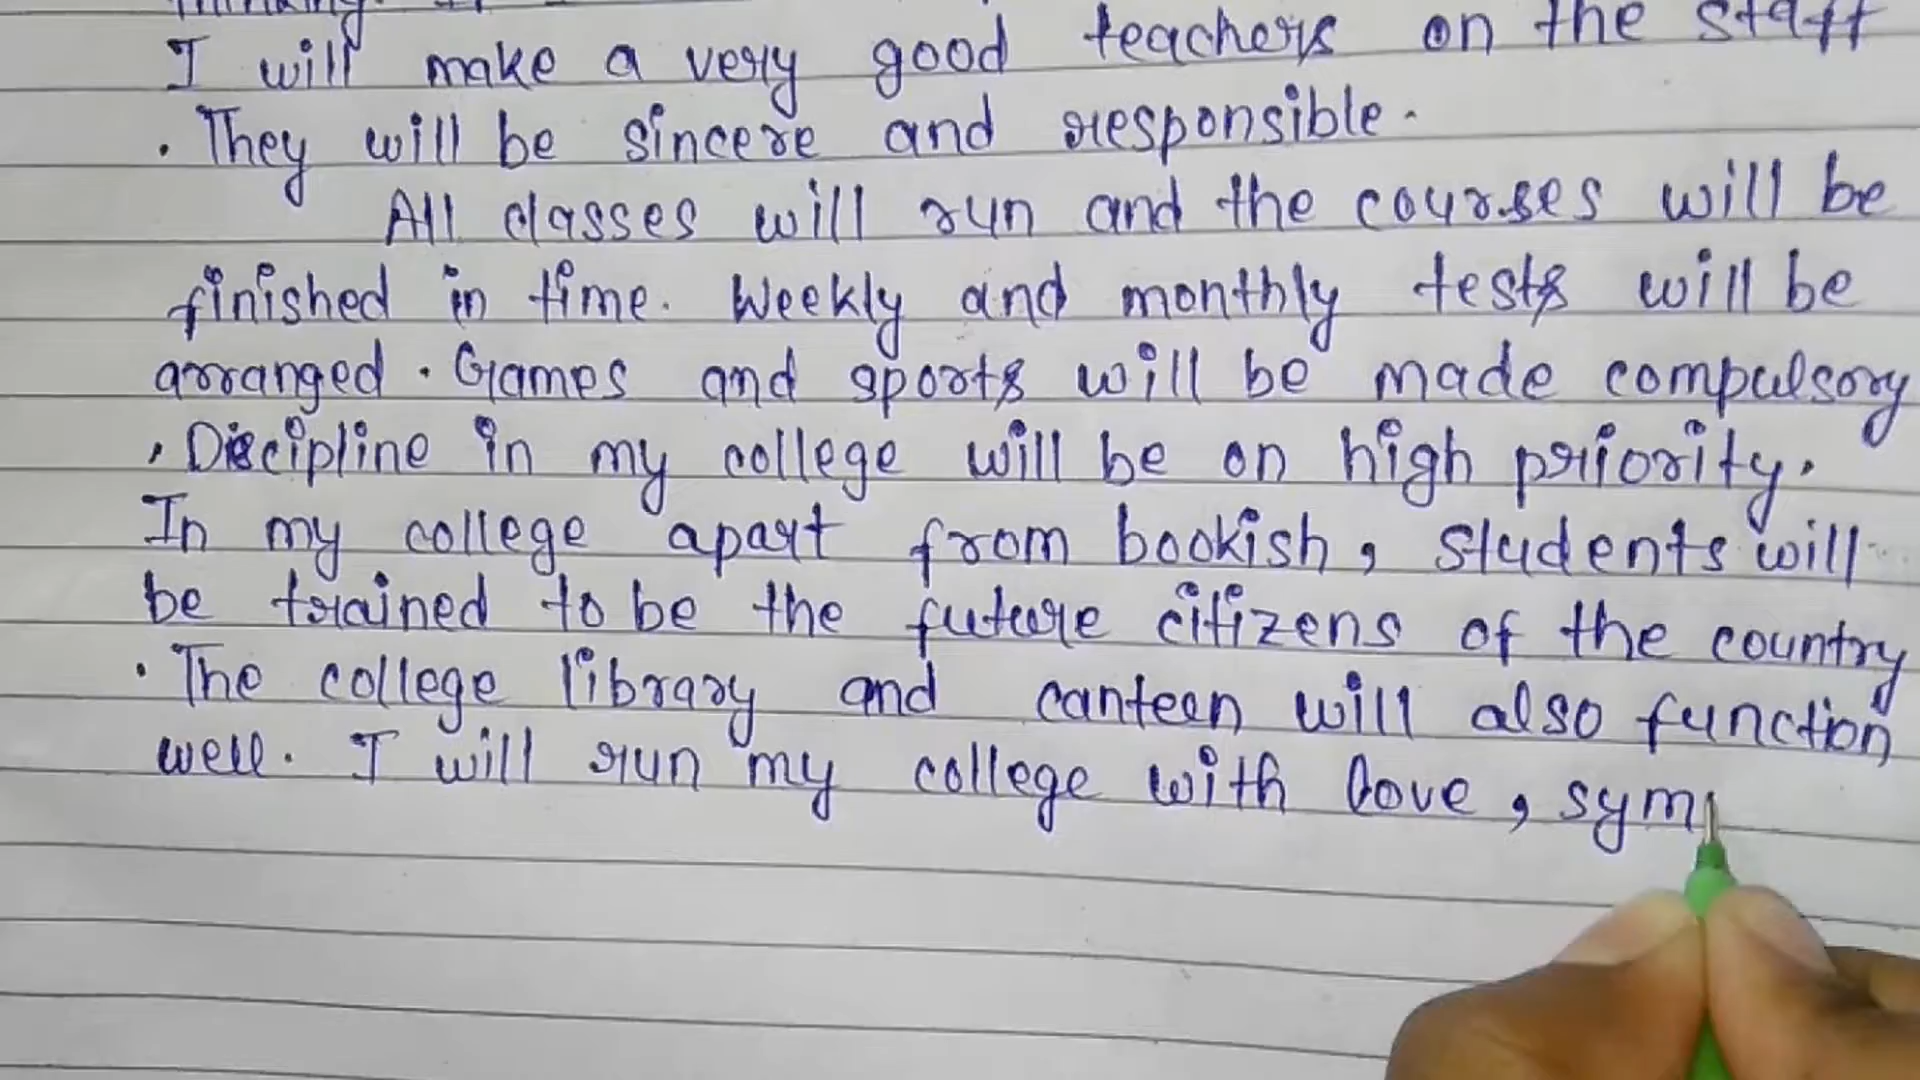 I will make a very good teachers on the staff
. They will be sincere and responsible.
All classes will run and the courses will be
finished in time. Weekly and monthly tests will be
arranged. Games and sports will be made compulsory
. Discipline in my college will be on high priority.
In my college apart from bookish, students will
be trained to be the future citizens of the country
. The college library and canteen will also function
well. I will run my college with love, sym